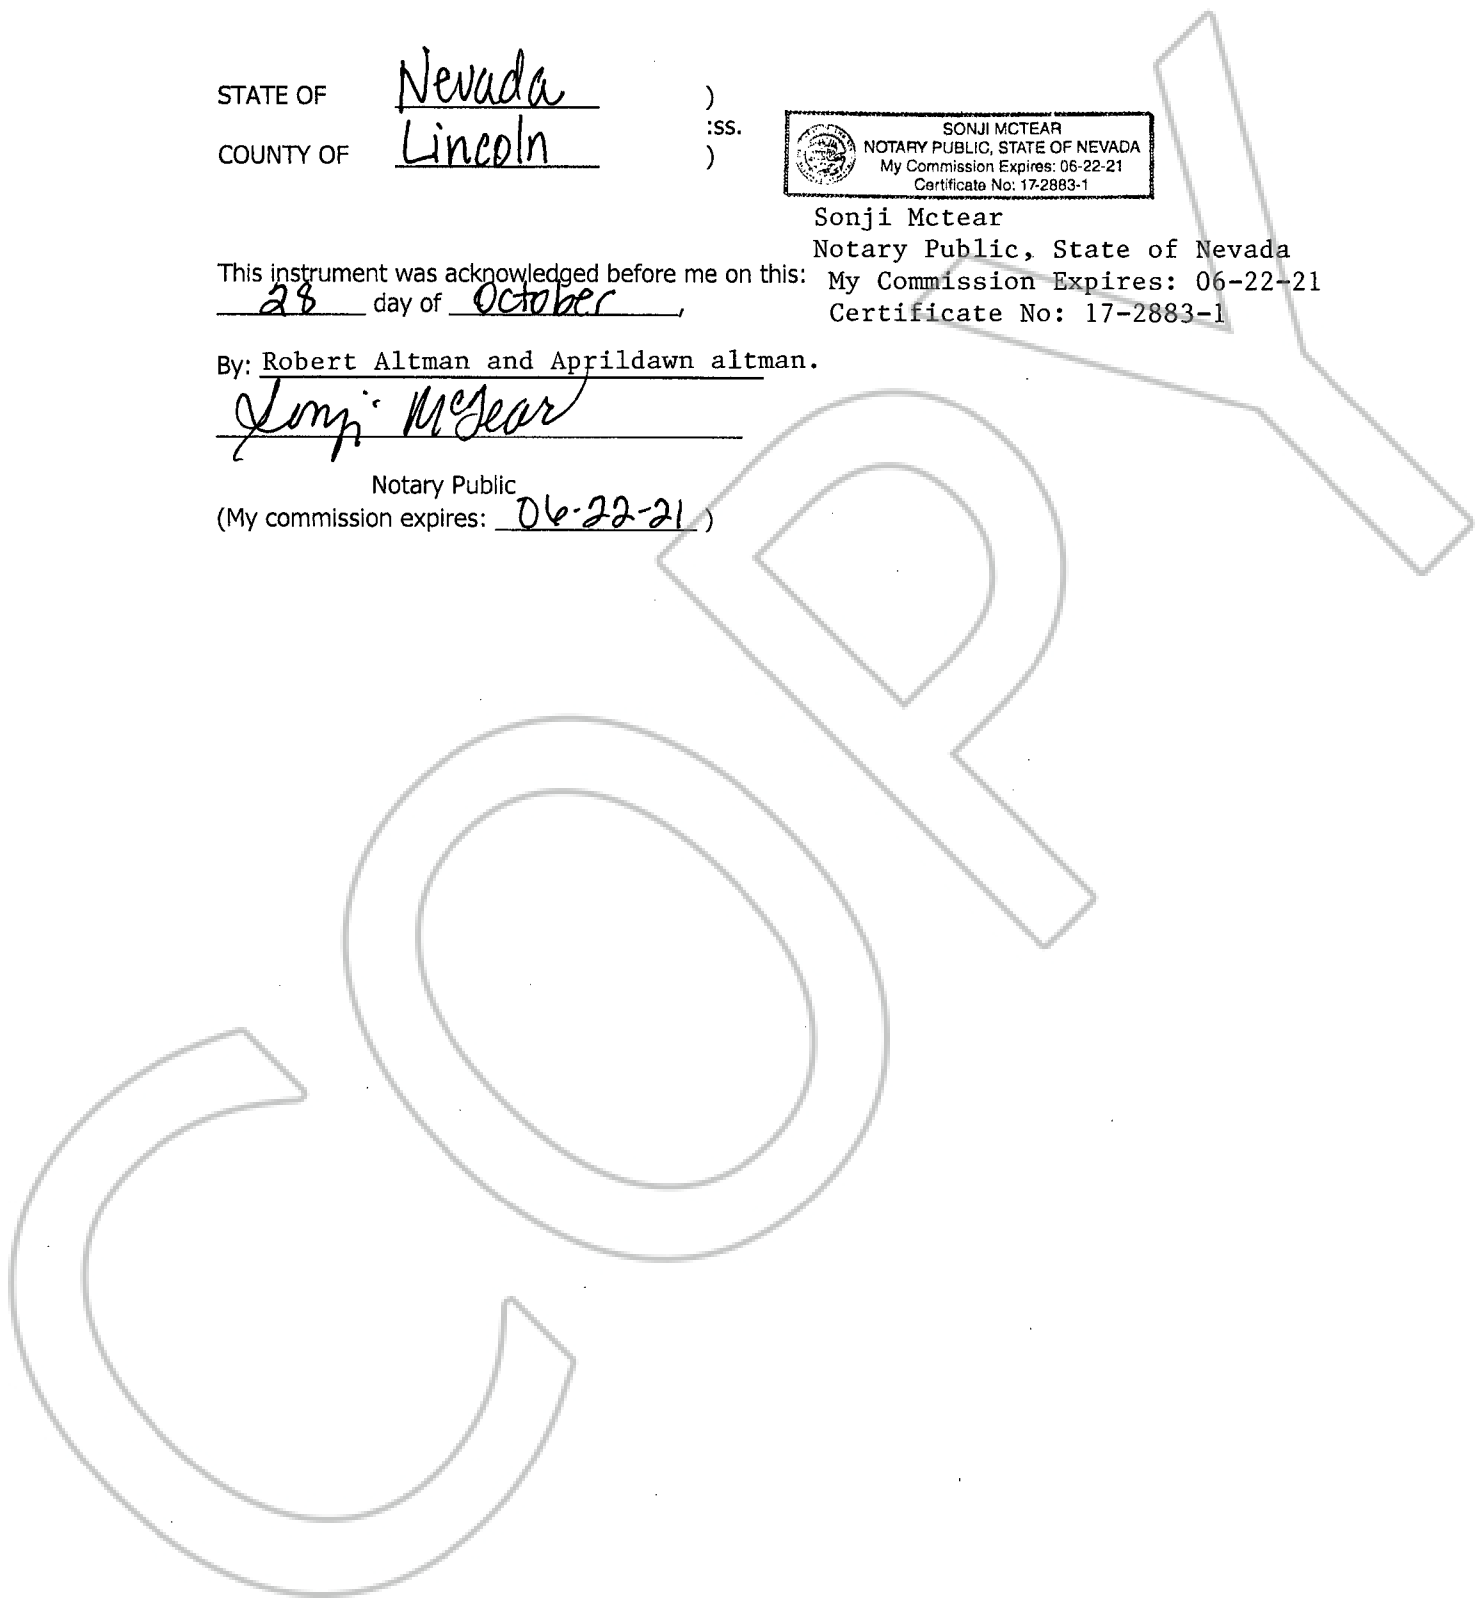 STATE OF Nevada )
:ss.
COUNTY OF Lincoln )
SONJI MCTEAR
NOTARY PUBLIC, STATE OF NEVADA
My Commission Expires: 06-22-21
Certificate No: 17-2883-1
Sonji Mctear
Notary Public, State of Nevada
My Commission Expires: 06-22-21
Certificate No: 17-2883-1
This instrument was acknowledged before me on this:
28 day of October,
By: Robert Altman and Aprildawn altman.
Sonji McTear
Notary Public
(My commission expires: 06-22-21)
COPY